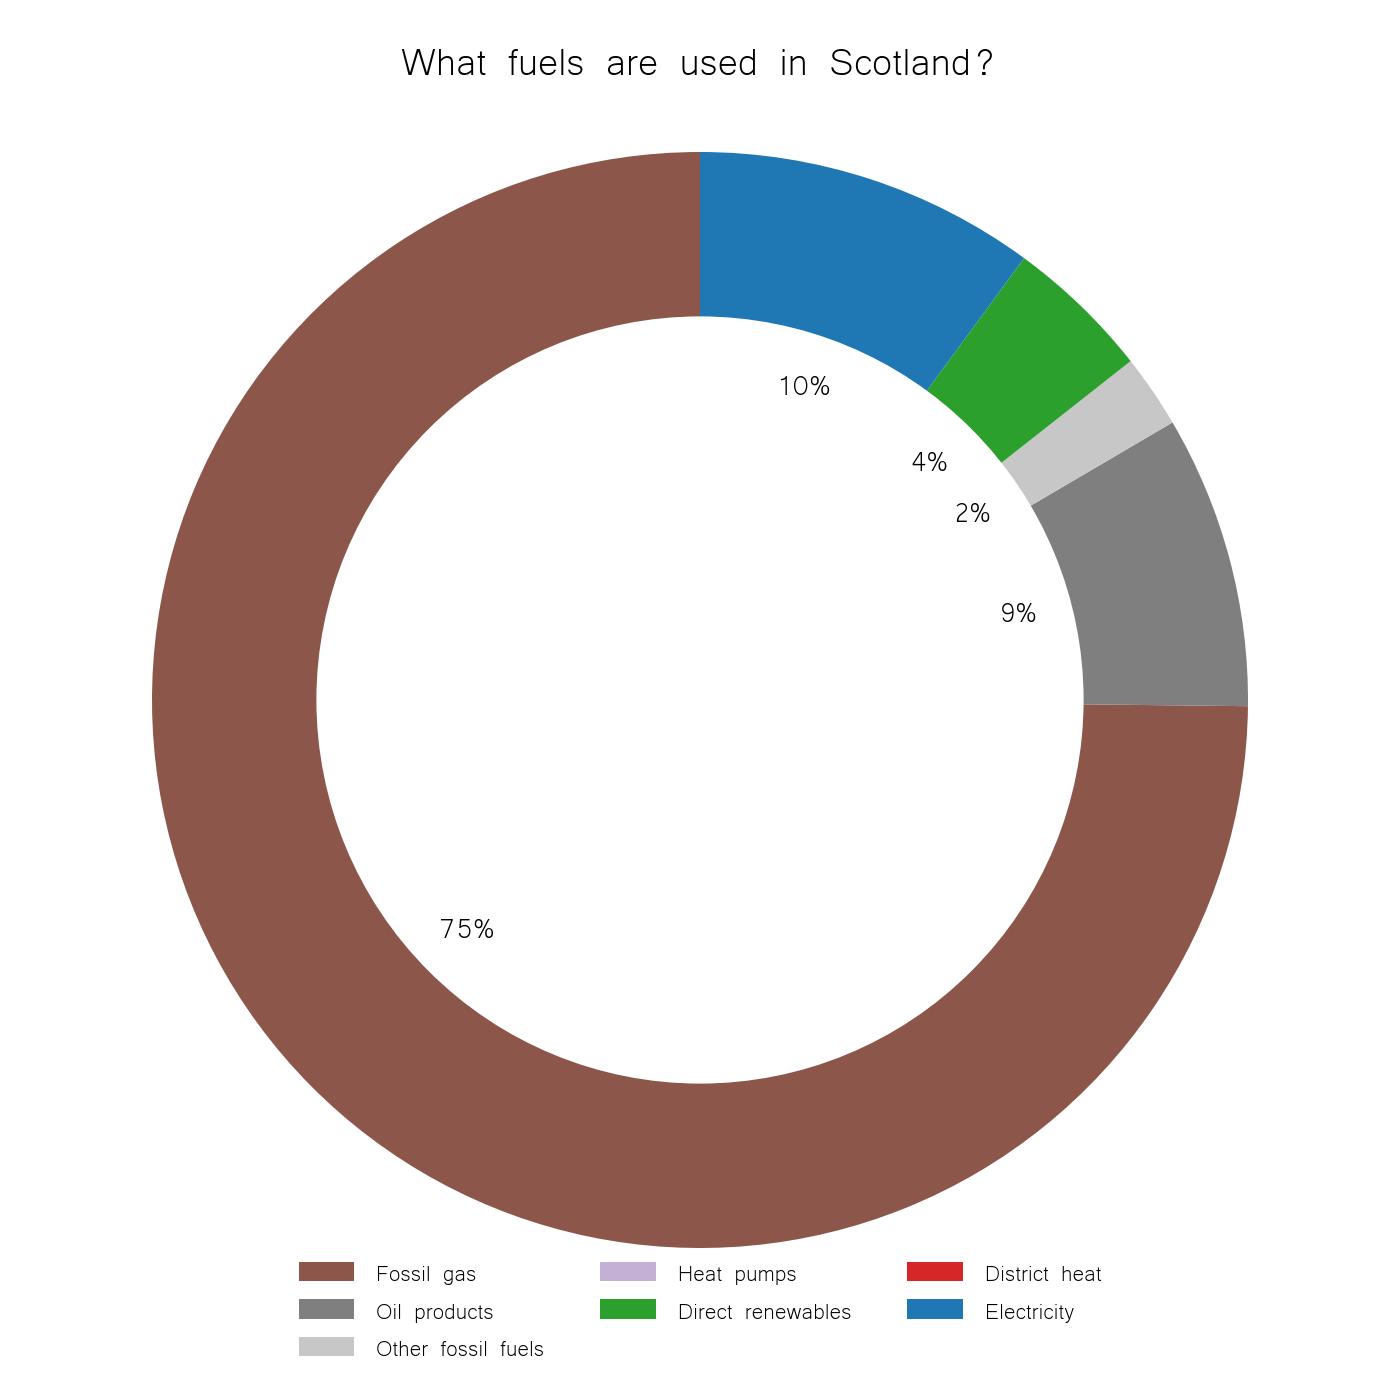 What fuels are used in Scotland?
10%
4%
2%
9%
75%
Fossil gas
Oil products
Other fossil fuels
Heat pumps
Direct renewables
District heat
Electricity